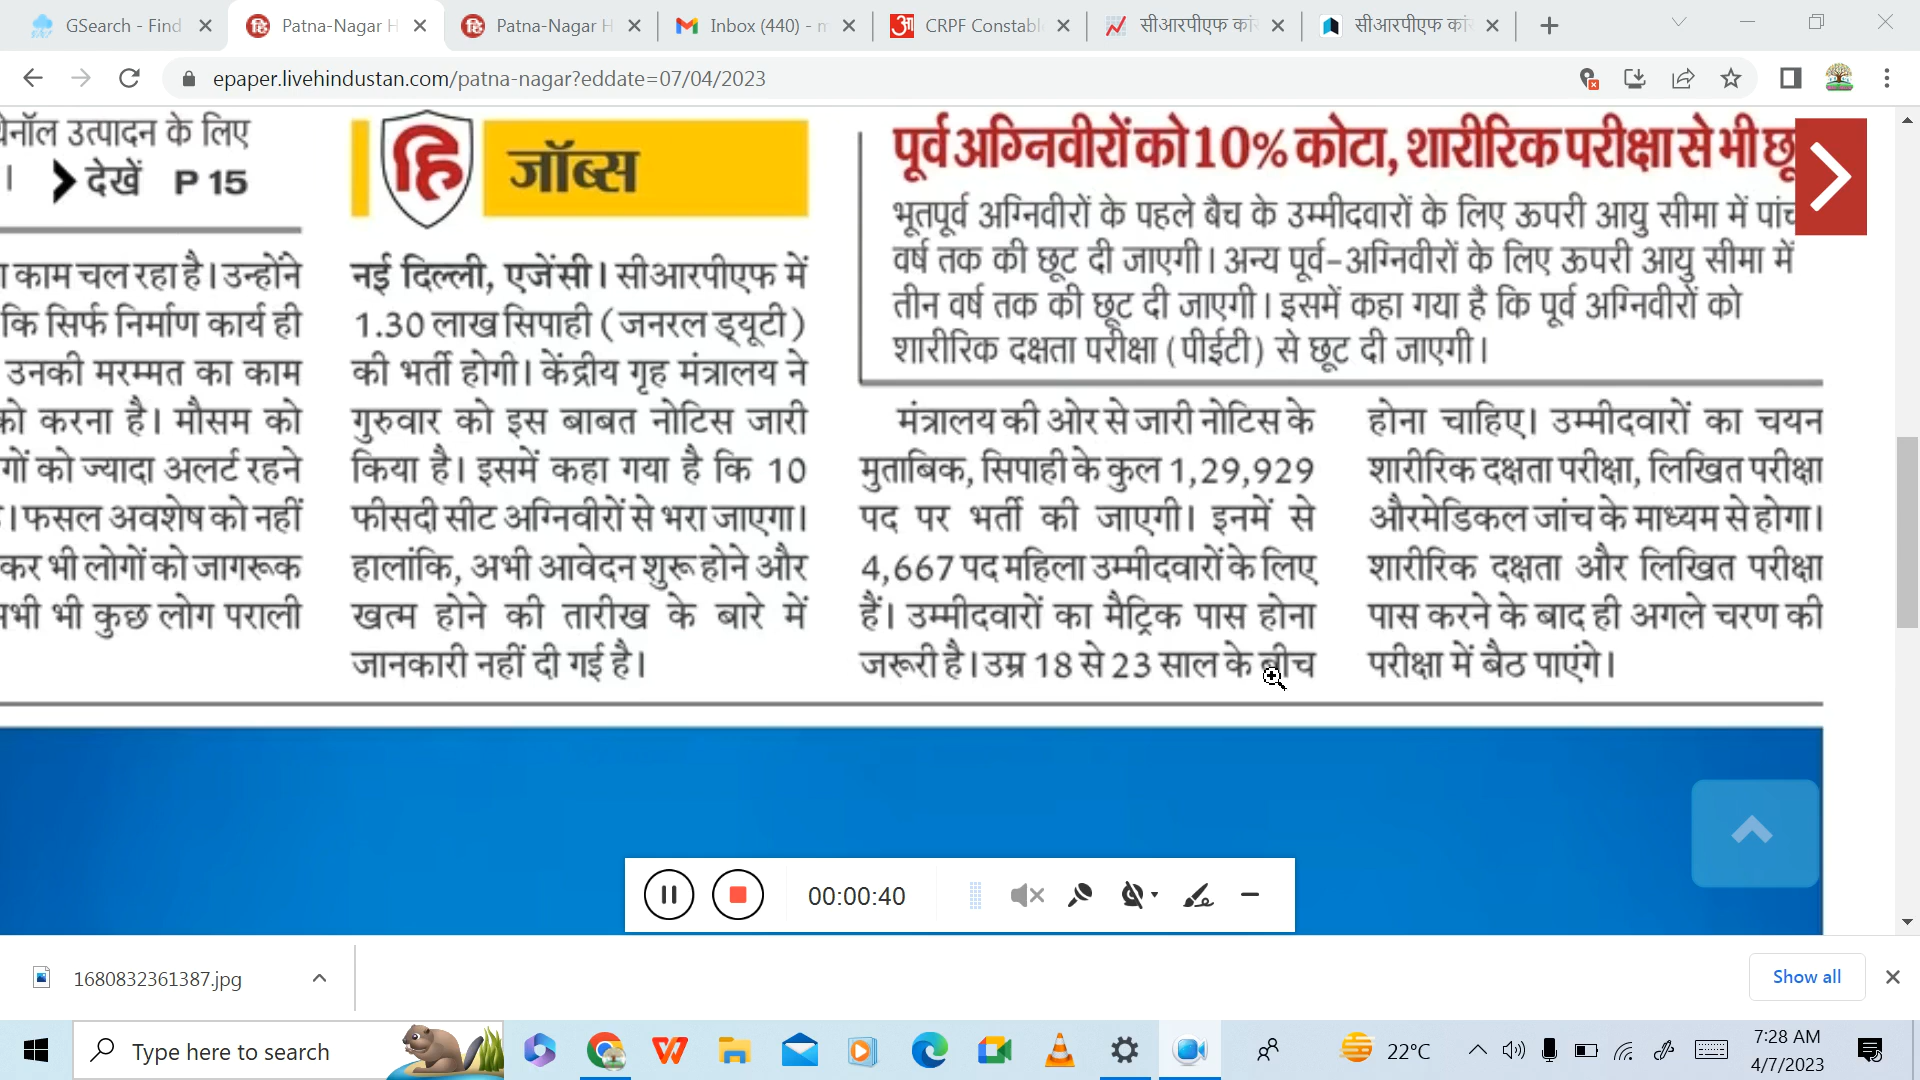 GSearch - Find
Patna-Nagar H
Patna-Nagar H
Inbox (440) - m
CRPF Constable
सीआरपीएफ कां
सीआरपीएफ कां
epaper.livehindustan.com/patna-nagar?eddate=07/04/2023
थेनॉल उत्पादन के लिए
। देखें P 15
काम चल रहा है। उन्होंने
कि सिर्फ निर्माण कार्य ही
उनकी मरम्मत का काम
को करना है। मौसम को
गों को ज्यादा अलर्ट रहने
। फसल अवशेष को नहीं
कर भी लोगों को जागरूक
भी भी कुछ लोग पराली
हि जॉब्स
नई दिल्ली, एजेंसी। सीआरपीएफ में
1.30 लाख सिपाही (जनरल ड्यूटी)
की भर्ती होगी। केंद्रीय गृह मंत्रालय ने
गुरुवार को इस बाबत नोटिस जारी
किया है। इसमें कहा गया है कि 10
फीसदी सीट अग्निवीरों से भरा जाएगा।
हालांकि, अभी आवेदन शुरू होने और
खत्म होने की तारीख के बारे में
जानकारी नहीं दी गई है।
पूर्व अग्निवीरों को 10% कोटा, शारीरिक परीक्षा से भी छू
भूतपूर्व अग्निवीरों के पहले बैच के उम्मीदवारों के लिए ऊपरी आयु सीमा में पांच
वर्ष तक की छूट दी जाएगी। अन्य पूर्व-अग्निवीरों के लिए ऊपरी आयु सीमा में
तीन वर्ष तक की छूट दी जाएगी। इसमें कहा गया है कि पूर्व अग्निवीरों को
शारीरिक दक्षता परीक्षा (पीईटी) से छूट दी जाएगी।
मंत्रालय की ओर से जारी नोटिस के
मुताबिक, सिपाही के कुल 1,29,929
पद पर भर्ती की जाएगी। इनमें से
4,667 पद महिला उम्मीदवारों के लिए
हैं। उम्मीदवारों का मैट्रिक पास होना
जरूरी है। उम्र 18 से 23 साल के बीच
होना चाहिए। उम्मीदवारों का चयन
शारीरिक दक्षता परीक्षा, लिखित परीक्षा
और मेडिकल जांच के माध्यम से होगा।
शारीरिक दक्षता और लिखित परीक्षा
पास करने के बाद ही अगले चरण की
परीक्षा में बैठ पाएंगे।
00:00:40
1680832361387.jpg
Show all
Type here to search
22°C
7:28 AM
4/7/2023